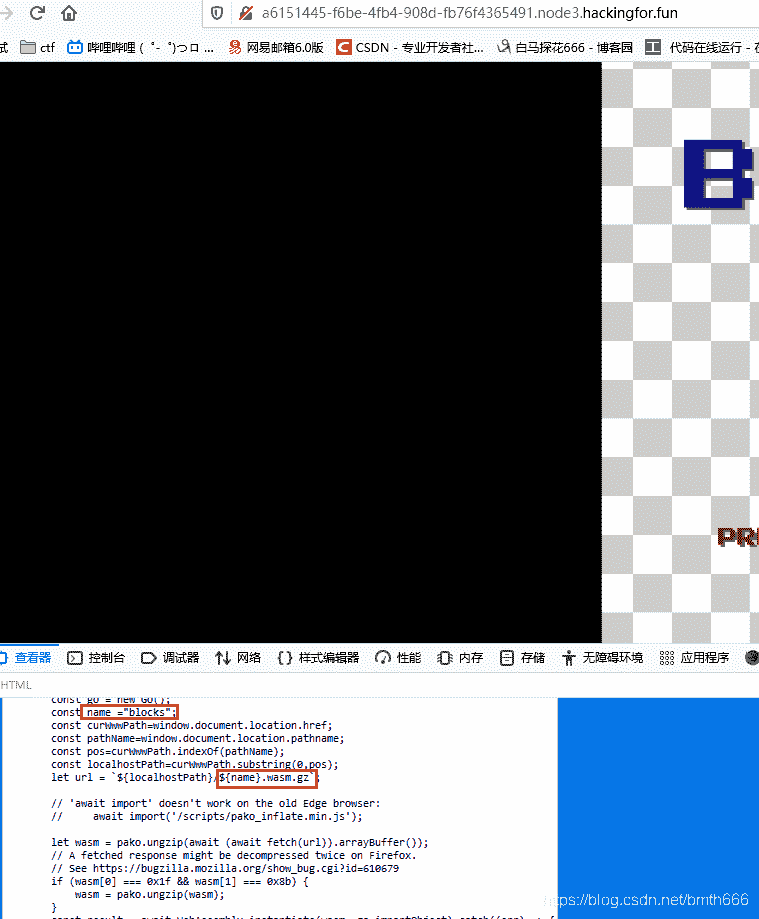 a6151445-f6be-4fb4-908d-fb76f4365491.node3.hackingfor.fun
式 ctf 哔哩哔哩 ( ゜- ゜)つロ ... 网易邮箱6.0版 CSDN - 专业开发者社... 白马探花666 - 博客园 代码在线运行 - 在
B
PR
查看器 控制台 调试器 网络 样式编辑器 性能 内存 存储 无障碍环境 应用程序
HTML
const go = new Go();
const name ="blocks";
const curWwwPath=window.document.location.href;
const pathName=window.document.location.pathname;
const pos=curWwwPath.indexOf(pathName);
const localhostPath=curWwwPath.substring(0,pos);
let url = `${localhostPath}/${name}.wasm.gz`;
// 'await import' doesn't work on the old Edge browser:
// await import('/scripts/pako_inflate.min.js');
let wasm = pako.ungzip(await (await fetch(url)).arrayBuffer());
// A fetched response might be decompressed twice on Firefox.
// See https://bugzilla.mozilla.org/show_bug.cgi?id=610679
if (wasm[0] === 0x1f && wasm[1] === 0x8b) {
wasm = pako.ungzip(wasm);
}
https://blog.csdn.net/bmth666